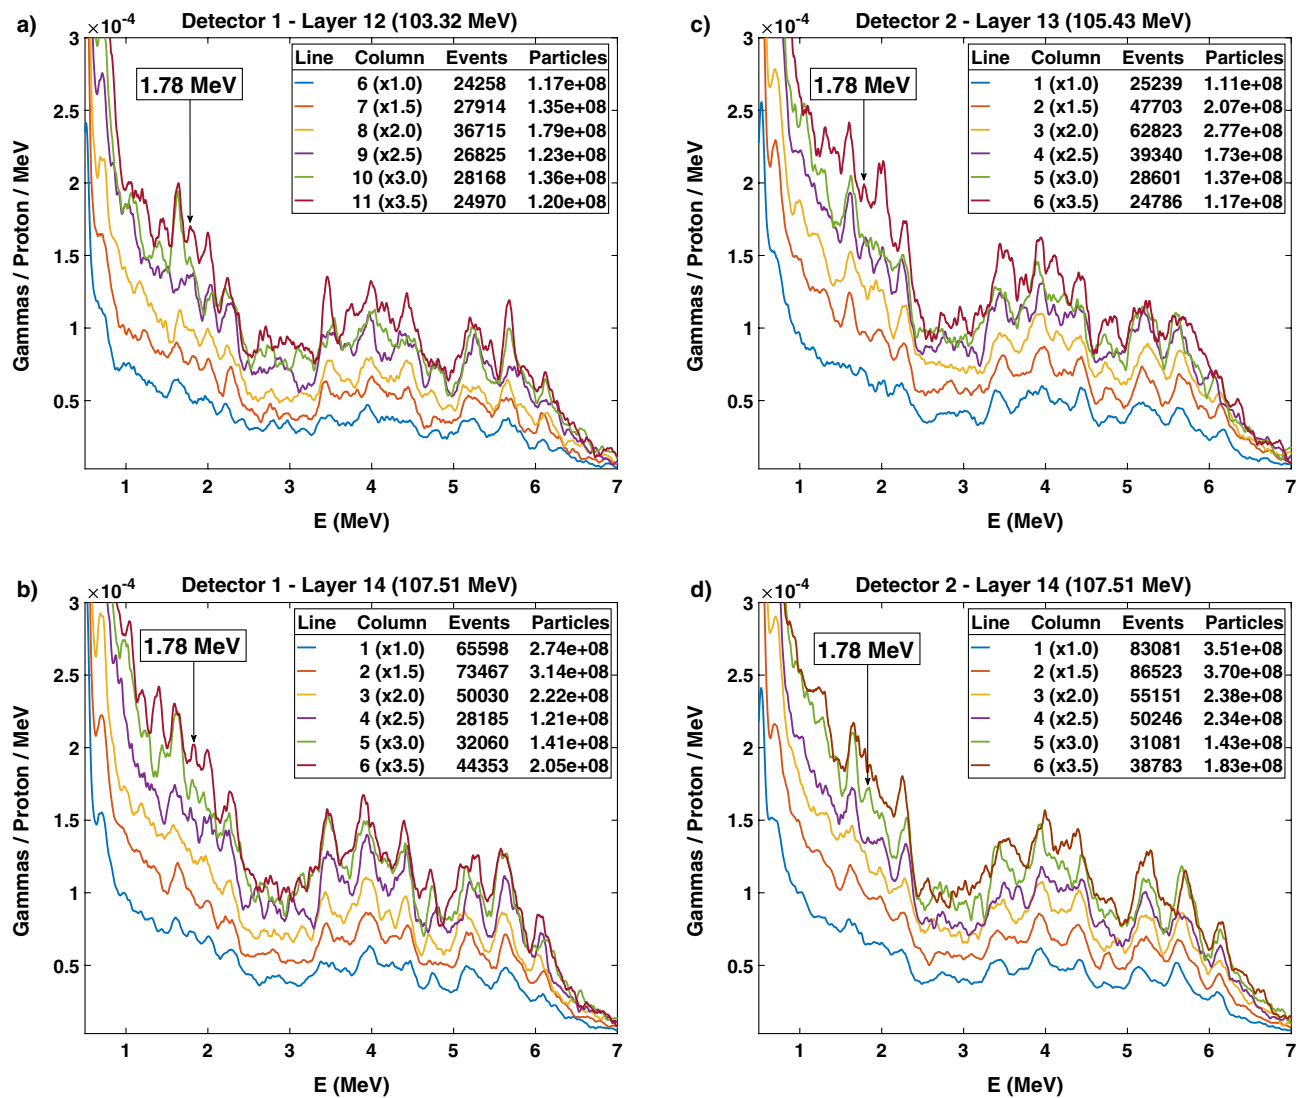 a)
Detector 1 - Layer 12 (103.32 MeV)
×10⁻⁴
Line Column Events Particles
6 (x1.0) 24258 1.17e+08
7 (x1.5) 27914 1.35e+08
8 (x2.0) 36715 1.79e+08
9 (x2.5) 26825 1.23e+08
10 (x3.0) 28168 1.36e+08
11 (x3.5) 24970 1.20e+08
1.78 MeV
Gammas / Proton / MeV
3
2.5
2
1.5
1
0.5
1 2 3 4 5 6 7
E (MeV)
c)
Detector 2 - Layer 13 (105.43 MeV)
×10⁻⁴
Line Column Events Particles
1 (x1.0) 25239 1.11e+08
2 (x1.5) 47703 2.07e+08
3 (x2.0) 62823 2.77e+08
4 (x2.5) 39340 1.73e+08
5 (x3.0) 28601 1.37e+08
6 (x3.5) 24786 1.17e+08
1.78 MeV
Gammas / Proton / MeV
3
2.5
2
1.5
1
0.5
1 2 3 4 5 6 7
E (MeV)
b)
Detector 1 - Layer 14 (107.51 MeV)
×10⁻⁴
Line Column Events Particles
1 (x1.0) 65598 2.74e+08
2 (x1.5) 73467 3.14e+08
3 (x2.0) 50030 2.22e+08
4 (x2.5) 28185 1.21e+08
5 (x3.0) 32060 1.41e+08
6 (x3.5) 44353 2.05e+08
1.78 MeV
Gammas / Proton / MeV
3
2.5
2
1.5
1
0.5
1 2 3 4 5 6 7
E (MeV)
d)
Detector 2 - Layer 14 (107.51 MeV)
×10⁻⁴
Line Column Events Particles
1 (x1.0) 83081 3.51e+08
2 (x1.5) 86523 3.70e+08
3 (x2.0) 55151 2.38e+08
4 (x2.5) 50246 2.34e+08
5 (x3.0) 31081 1.43e+08
6 (x3.5) 38783 1.83e+08
1.78 MeV
Gammas / Proton / MeV
3
2.5
2
1.5
1
0.5
1 2 3 4 5 6 7
E (MeV)